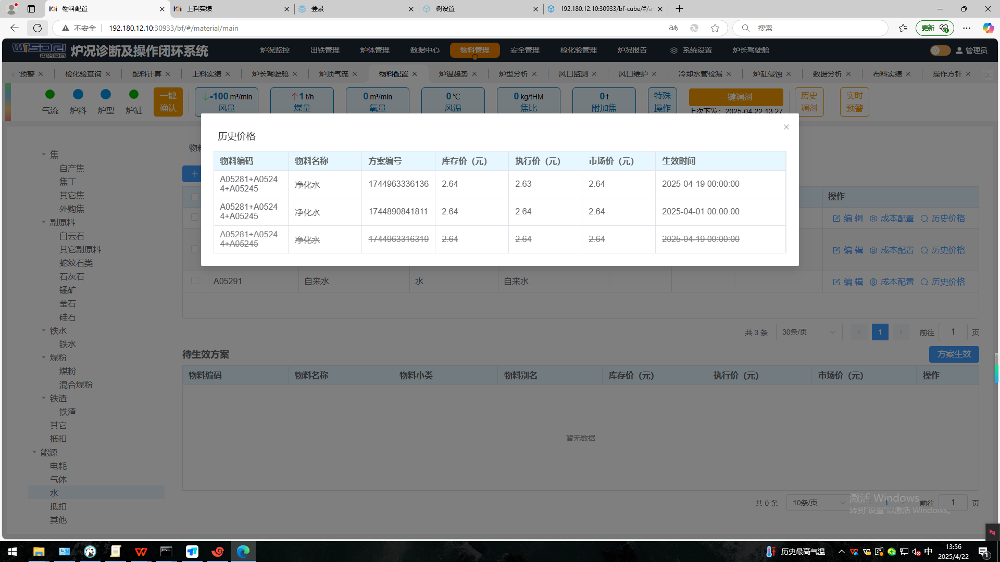 物料配置
上料实绩
登录
树设置
192.180.12.10:30933/bf-cube/#/a
不安全
192.180.12.10:30933/bf/#/material/main
搜索
更新
WISDRI 炉况诊断及操作闭环系统
炉况监控 出铁管理 炉体管理 数据中心 物料管理 安全管理 检化验管理 炉况报告 系统设置 炉长驾驶舱
管理员
预警 检化验查询 配料计算 上料实绩 炉长驾驶舱 炉顶气流 物料配置 炉温趋势 炉型分析 风口监测 风口维护 冷却水管检漏 炉缸侵蚀 数据分析 布料实绩 操作方针
气流 炉料 炉型 炉缸
一键
确认
-100 m³/min
风量
1 t/h
煤量
0 m³/min
氧量
0 ℃
风温
0 kg/tHM
焦比
0 t
附加焦
特殊
操作
一键调剂
上次下发：2025-04-22 13:27
历史
调剂
实时
预警
焦
自产焦
焦丁
其它焦
外购焦
副原料
白云石
其它副原料
蛇纹石类
石灰石
锰矿
莹石
硅石
铁水
铁水
煤粉
煤粉
混合煤粉
铁渣
铁渣
其它
抵扣
能源
电耗
气体
水
抵扣
其他
物料
历史价格
物料编码 物料名称 方案编号 库存价（元） 执行价（元） 市场价（元） 生效时间
A05281+A05244+A05245 净化水 1744963336136 2.64 2.63 2.64 2025-04-19 00:00:00
A05281+A05244+A05245 净化水 1744890841811 2.64 2.64 2.64 2025-04-01 00:00:00
A05281+A05244+A05245 净化水 1744963316319 2.64 2.64 2.64 2025-04-19 00:00:00
操作
编 辑 成本配置 历史价格
编 辑 成本配置 历史价格
A05291 自来水 水 自来水 编 辑 成本配置 历史价格
共 3 条 30条/页 1 前往 1 页
待生效方案
方案生效
物料编码 物料名称 物料小类 物料别名 库存价（元） 执行价（元） 市场价（元） 操作
暂无数据
共 0 条 10条/页 1 前往 1 页
激活 Windows
转到"设置"以激活 Windows。
历史最高气温
中
13:56
2025/4/22
1